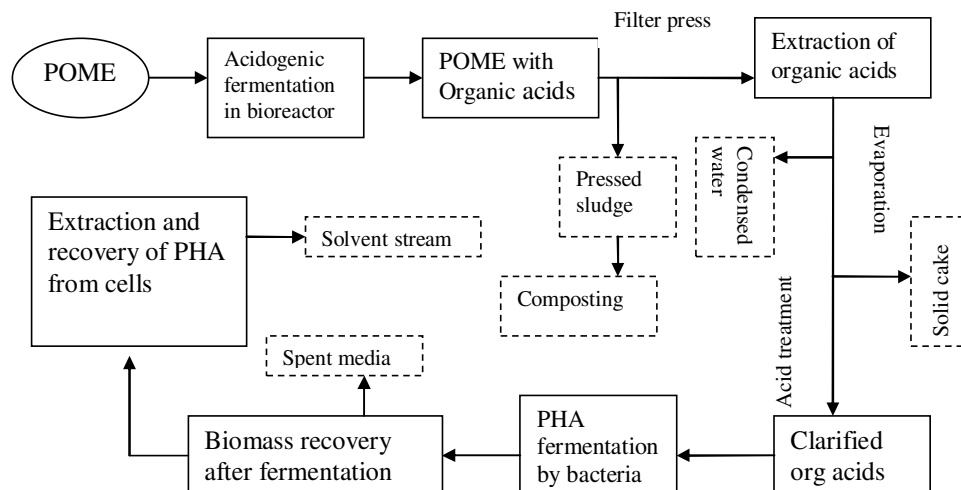 Filter press
POME
Acidogenic
fermentation
in bioreactor
POME with
Organic acids
Extraction of
organic acids
Evaporation
Condensed
water
Pressed
sludge
Composting
Solid cake
Acid treatment
Extraction and
recovery of PHA
from cells
Solvent stream
Spent media
Biomass recovery
after fermentation
PHA
fermentation
by bacteria
Clarified
org acids